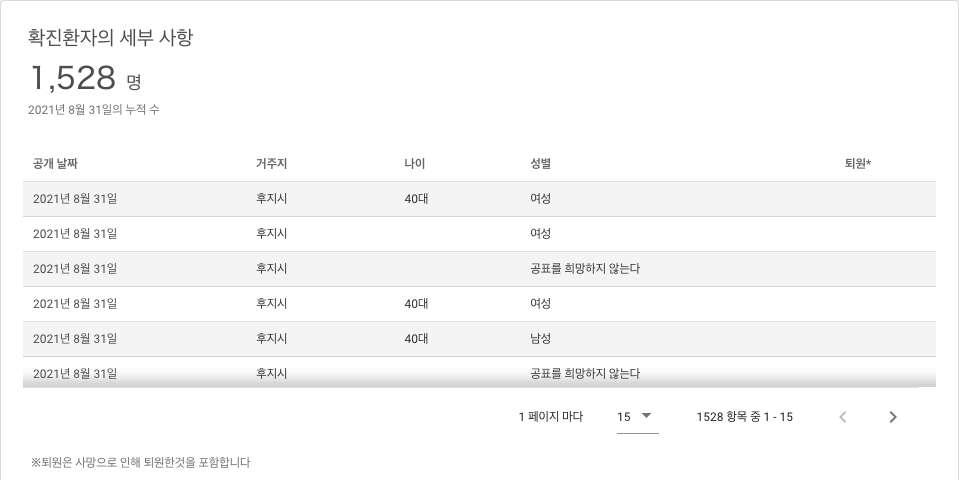 확진환자의 세부 사항
1,528 명
2021년 8월 31일의 누적 수
공개 날짜 거주지 나이 성별 퇴원*
2021년 8월 31일 후지시 40대 여성
2021년 8월 31일 후지시 여성
2021년 8월 31일 후지시 공표를 희망하지 않는다
2021년 8월 31일 후지시 40대 여성
2021년 8월 31일 후지시 40대 남성
2021년 8월 31일 후지시 공표를 희망하지 않는다
1 페이지 마다 15 1528 항목 중 1 - 15
※퇴원은 사망으로 인해 퇴원한것을 포함합니다